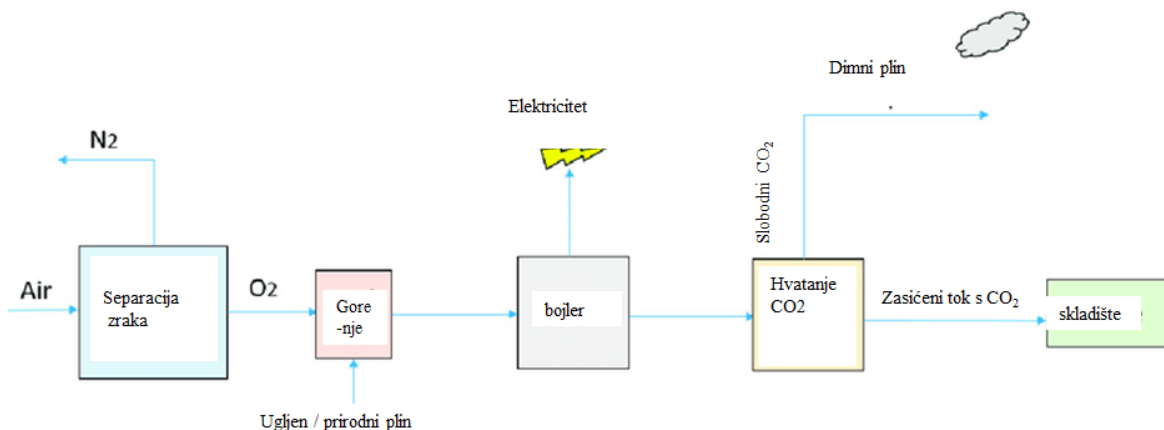 Dimni plin
Elektricitet
N2
Slobodni CO2
Air
Separacija
zraka
O2
Gore
-nje
bojler
Hvatanje
CO2
Zasićeni tok s CO2
skladište
Ugljen / prirodni plin